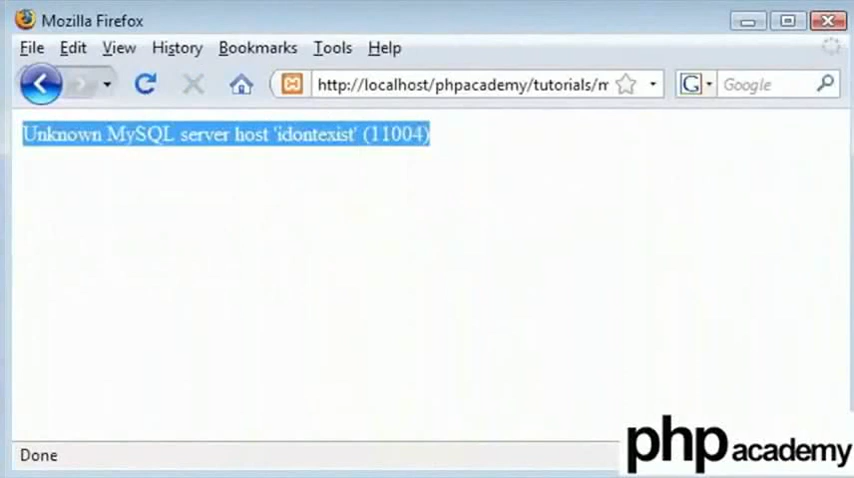 Mozilla Firefox
File Edit View History Bookmarks Tools Help
http://localhost/phpacademy/tutorials/m
G Google
Unknown MySQL server host 'idontexist' (11004)
Done
php academy